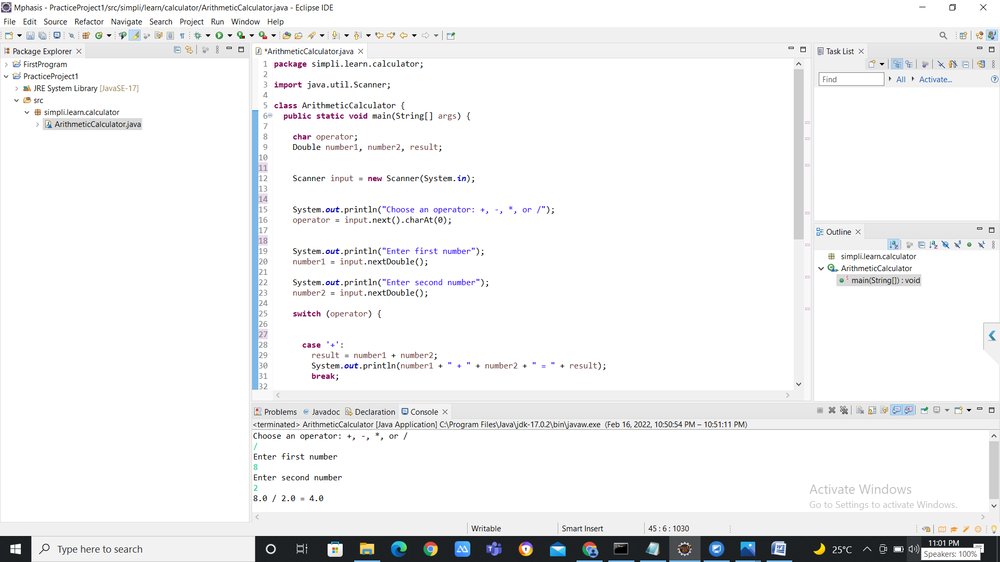 Mphasis - PracticeProject1/src/simpli/learn/calculator/ArithmeticCalculator.java - Eclipse IDE
File Edit Source Refactor Navigate Search Project Run Window Help
Package Explorer
FirstProgram
PracticeProject1
JRE System Library [JavaSE-17]
src
simpli.learn.calculator
ArithmeticCalculator.java
*ArithmeticCalculator.java
1 package simpli.learn.calculator;
2
3 import java.util.Scanner;
4
5 class ArithmeticCalculator {
6 public static void main(String[] args) {
7
8 char operator;
9 Double number1, number2, result;
10
11
12 Scanner input = new Scanner(System.in);
13
14
15 System.out.println("Choose an operator: +, -, *, or /");
16 operator = input.next().charAt(0);
17
18
19 System.out.println("Enter first number");
20 number1 = input.nextDouble();
21
22 System.out.println("Enter second number");
23 number2 = input.nextDouble();
24
25 switch (operator) {
26
27
28 case '+':
29 result = number1 + number2;
30 System.out.println(number1 + " + " + number2 + " = " + result);
31 break;
32
Task List
Find All Activate...
Outline
simpli.learn.calculator
ArithmeticCalculator
main(String[]) : void
Problems @ Javadoc Declaration Console
<terminated> ArithmeticCalculator [Java Application] C:\Program Files\Java\jdk-17.0.2\bin\javaw.exe (Feb 16, 2022, 10:50:54 PM – 10:51:11 PM)
Choose an operator: +, -, *, or /
/
Enter first number
8
Enter second number
2
8.0 / 2.0 = 4.0
Activate Windows
Go to Settings to activate Windows.
Writable Smart Insert 45 : 6 : 1030
Type here to search
25°C
11:01 PM
Speakers: 100%